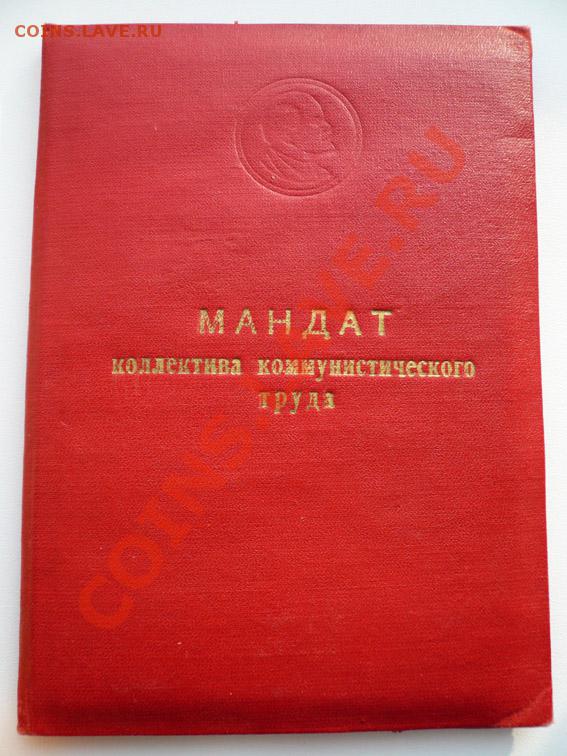 COINS.LAVE.RU
МАНДАТ
коллектива коммунистического
труда
COINS.LAVE.RU